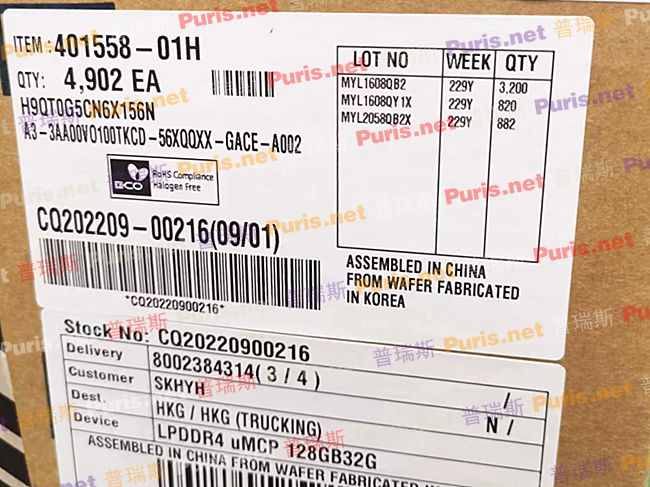 ITEM: 401558-01H
QTY: 4,902 EA
H9QT0G5CN6X156N
A3-3AA00V0100TKCD-56XQQXX-GACE-A002
ECO RoHS Compliance
Halogen Free
CQ202209-00216(09/01)
*CQ20220900216*
LOT NO WEEK QTY
MYL1608QB2 229Y 3,200
MYL1608QY1X 229Y 820
MYL2058QB2X 229Y 882
ASSEMBLED IN CHINA
FROM WAFER FABRICATED
IN KOREA
Stock No: CQ20220900216
Delivery 8002384314(3/4) /
Customer SKHYH N/
Dest. HKG / HKG (TRUCKING)
Device LPDDR4 uMCP 128GB32G
ASSEMBLED IN CHINA FROM WAFER FABRICATED
Puris.net
普瑞斯